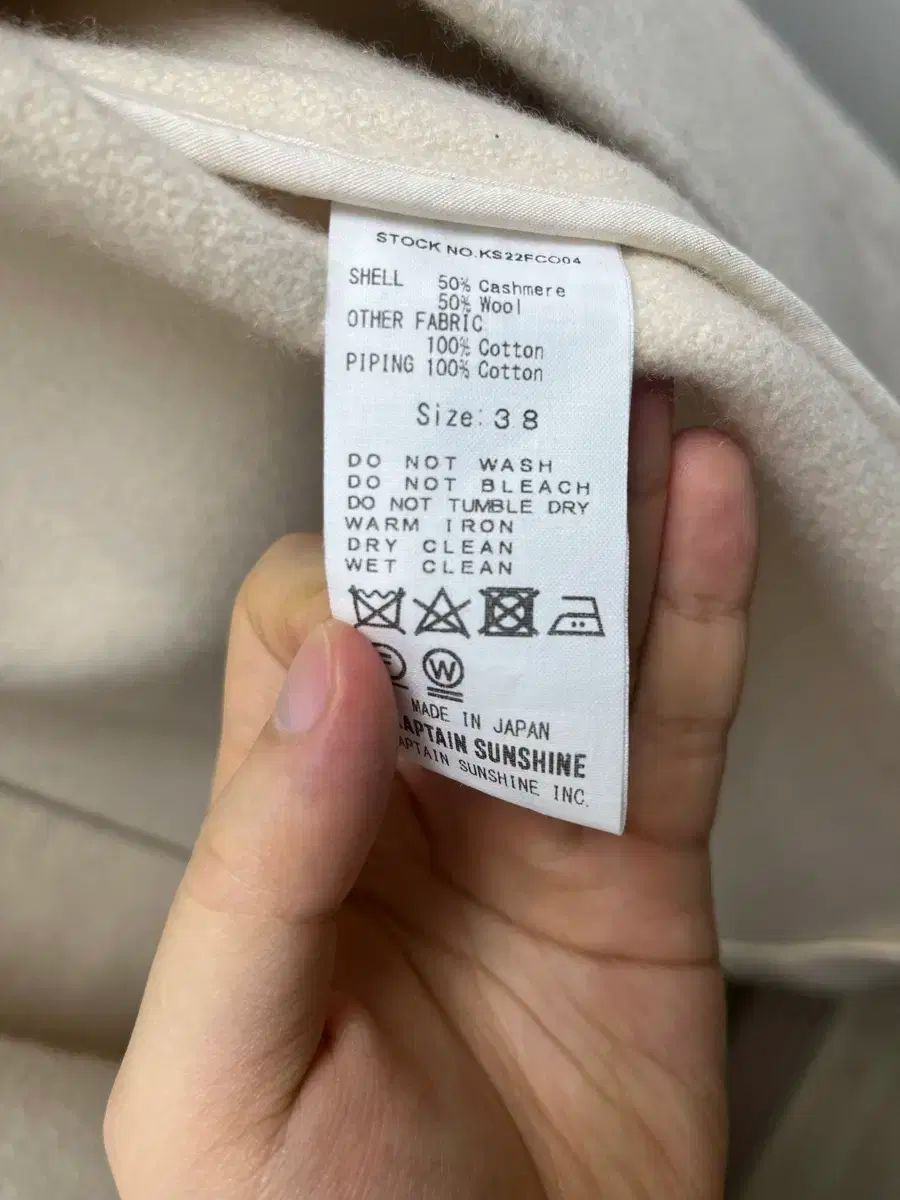 STOCK NO.KS22FCO04
SHELL 50% Cashmere
50% Wool
OTHER FABRIC
100% Cotton
PIPING 100% Cotton
Size:38
DO NOT WASH
DO NOT BLEACH
DO NOT TUMBLE DRY
WARM IRON
DRY CLEAN
WET CLEAN
W
MADE IN JAPAN
APTAIN SUNSHINE
APTAIN SUNSHINE INC.